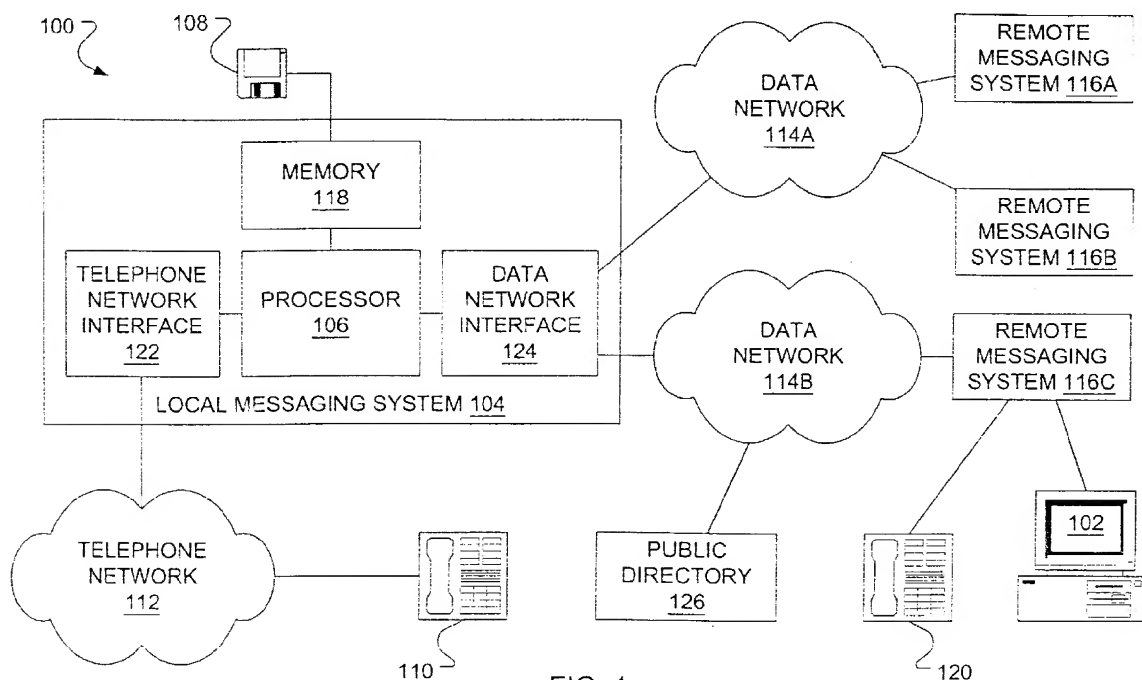 100
108
REMOTE
MESSAGING
SYSTEM 116A
DATA
NETWORK
114A
MEMORY
118
REMOTE
MESSAGING
SYSTEM 116B
TELEPHONE
NETWORK
INTERFACE
122
PROCESSOR
106
DATA
NETWORK
INTERFACE
124
DATA
NETWORK
114B
REMOTE
MESSAGING
SYSTEM 116C
LOCAL MESSAGING SYSTEM 104
TELEPHONE
NETWORK
112
PUBLIC
DIRECTORY
126
102
110
120